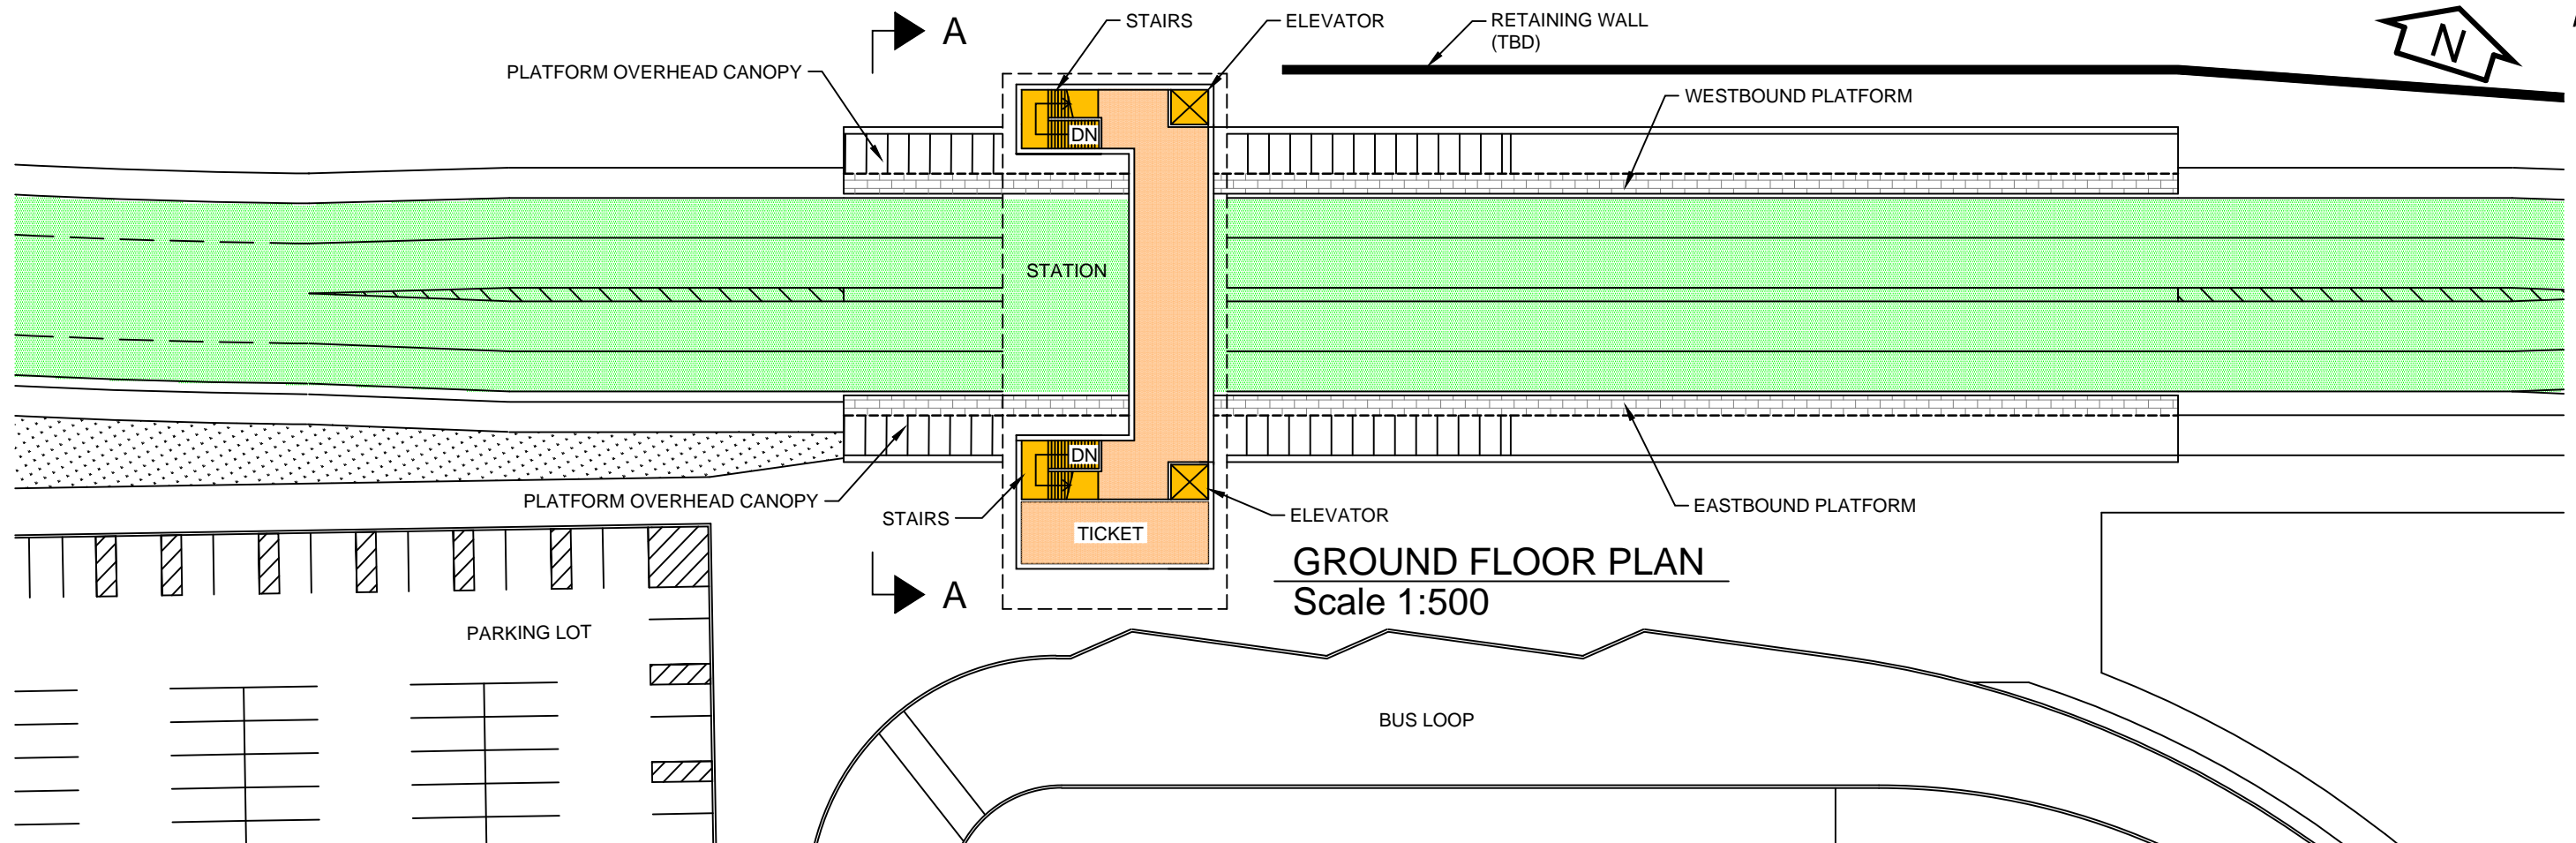 A
STAIRS
ELEVATOR
RETAINING WALL
(TBD)
N
PLATFORM OVERHEAD CANOPY
WESTBOUND PLATFORM
DN
STATION
DN
PLATFORM OVERHEAD CANOPY
STAIRS
ELEVATOR
EASTBOUND PLATFORM
TICKET
GROUND FLOOR PLAN
Scale 1:500
A
PARKING LOT
BUS LOOP